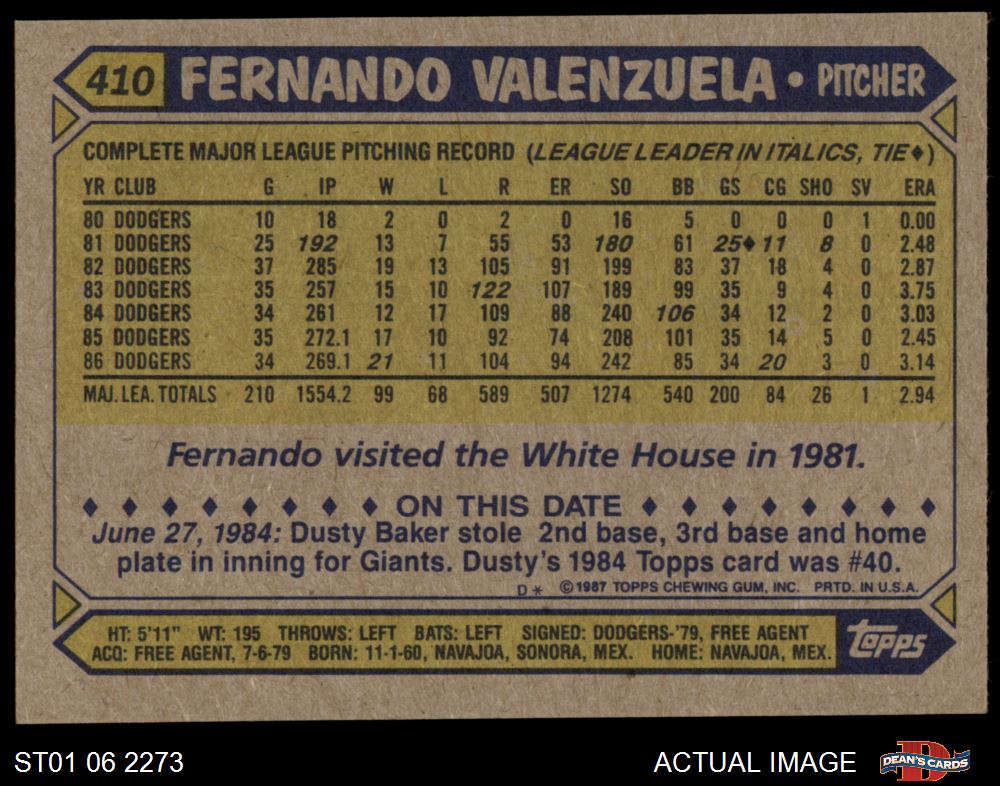 410 FERNANDO VALENZUELA • PITCHER
COMPLETE MAJOR LEAGUE PITCHING RECORD (LEAGUE LEADER IN ITALICS, TIE♦)
YR CLUB G IP W L R ER SO BB GS CG SHO SV ERA
80 DODGERS 10 18 2 0 2 0 16 5 0 0 0 1 0.00
81 DODGERS 25 192 13 7 55 53 180 61 25♦ 11 8 0 2.48
82 DODGERS 37 285 19 13 105 91 199 83 37 18 4 0 2.87
83 DODGERS 35 257 15 10 122 107 189 99 35 9 4 0 3.75
84 DODGERS 34 261 12 17 109 88 240 106 34 12 2 0 3.03
85 DODGERS 35 272.1 17 10 92 74 208 101 35 14 5 0 2.45
86 DODGERS 34 269.1 21 11 104 94 242 85 34 20 3 0 3.14
MAJ. LEA. TOTALS 210 1554.2 99 68 589 507 1274 540 200 84 26 1 2.94
Fernando visited the White House in 1981.
♦ ♦ ♦ ♦ ♦ ♦ ♦ ♦ ON THIS DATE ♦ ♦ ♦ ♦ ♦ ♦ ♦ ♦
June 27, 1984: Dusty Baker stole 2nd base, 3rd base and home
plate in inning for Giants. Dusty's 1984 Topps card was #40.
D* ©1987 TOPPS CHEWING GUM, INC. PRTD. IN U.S.A.
HT: 5'11" WT: 195 THROWS: LEFT BATS: LEFT SIGNED: DODGERS-'79, FREE AGENT
ACQ: FREE AGENT, 7-6-79 BORN: 11-1-60, NAVAJOA, SONORA, MEX. HOME: NAVAJOA, MEX.
Topps
ST01 06 2273
ACTUAL IMAGE
D
DEAN'S CARDS